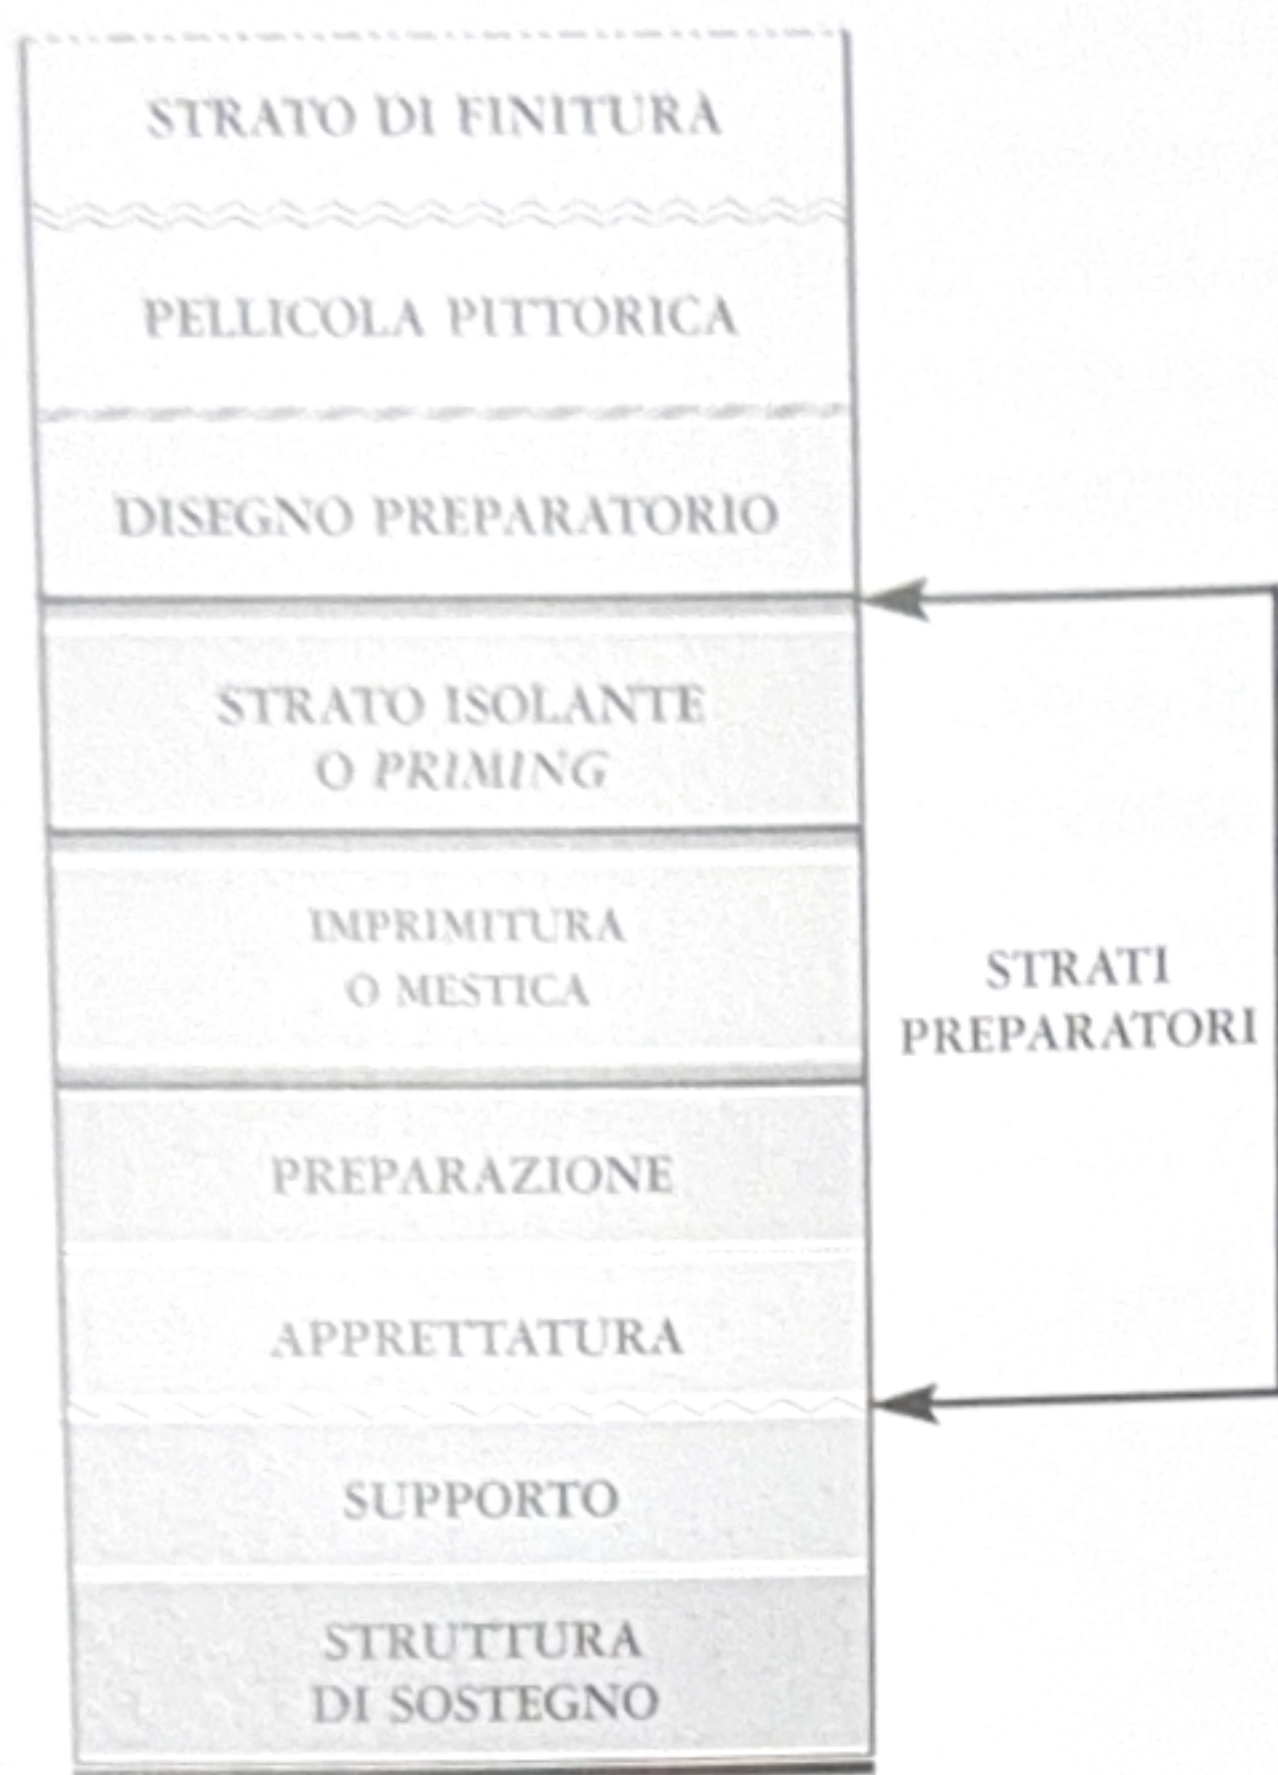 STRATO DI FINITURA
PELLICOLA PITTORICA
DISEGNO PREPARATORIO
STRATO ISOLANTE
O PRIMING
IMPRIMITURA
O MESTICA
STRATI
PREPARATORI
PREPARAZIONE
APPRETTATURA
SUPPORTO
STRUTTURA
DI SOSTEGNO